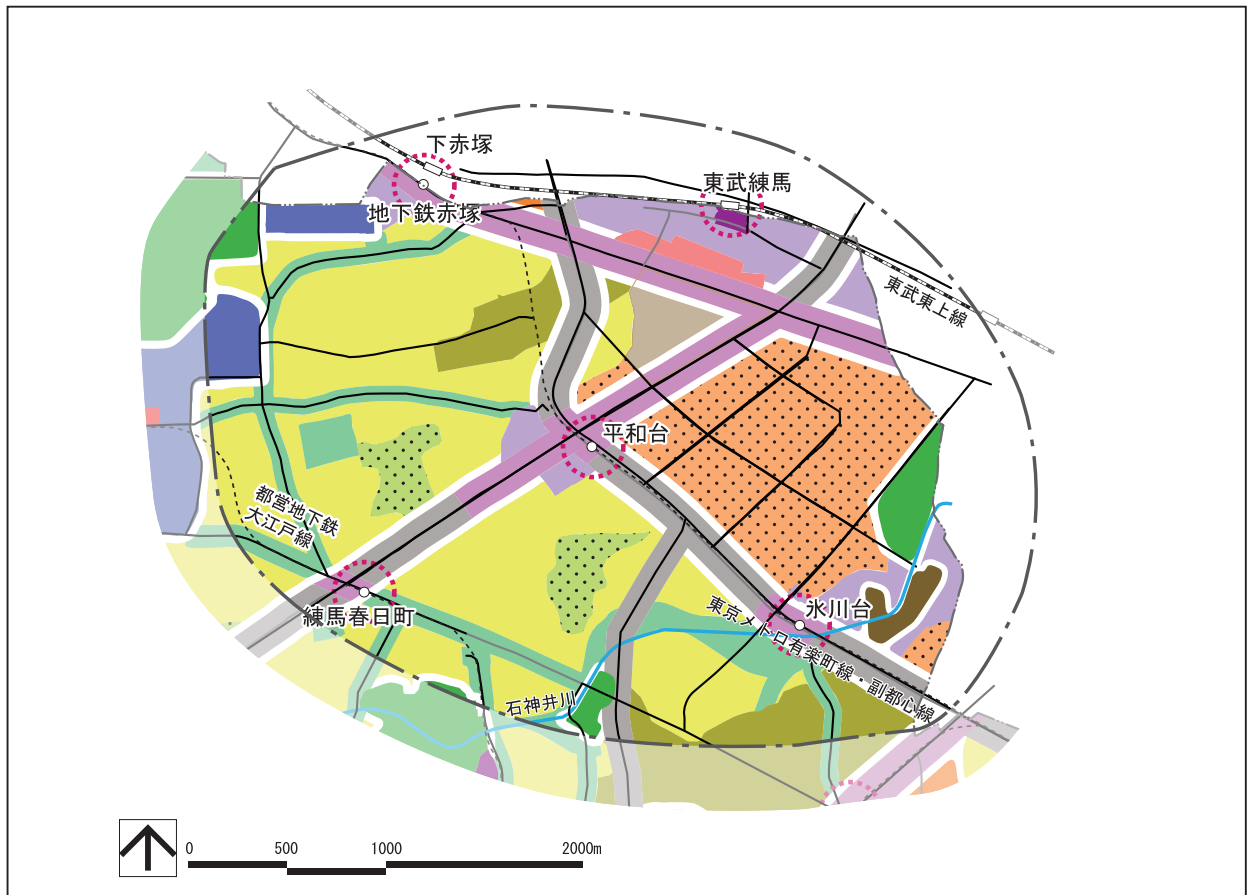 下赤塚
東武練馬
地下鉄赤塚
東武東上線
平和台
都営地下鉄
大江戸線
練馬春日町
氷川台
東京メトロ有楽町線・副都心線
石神井川
0 500 1000 2000m